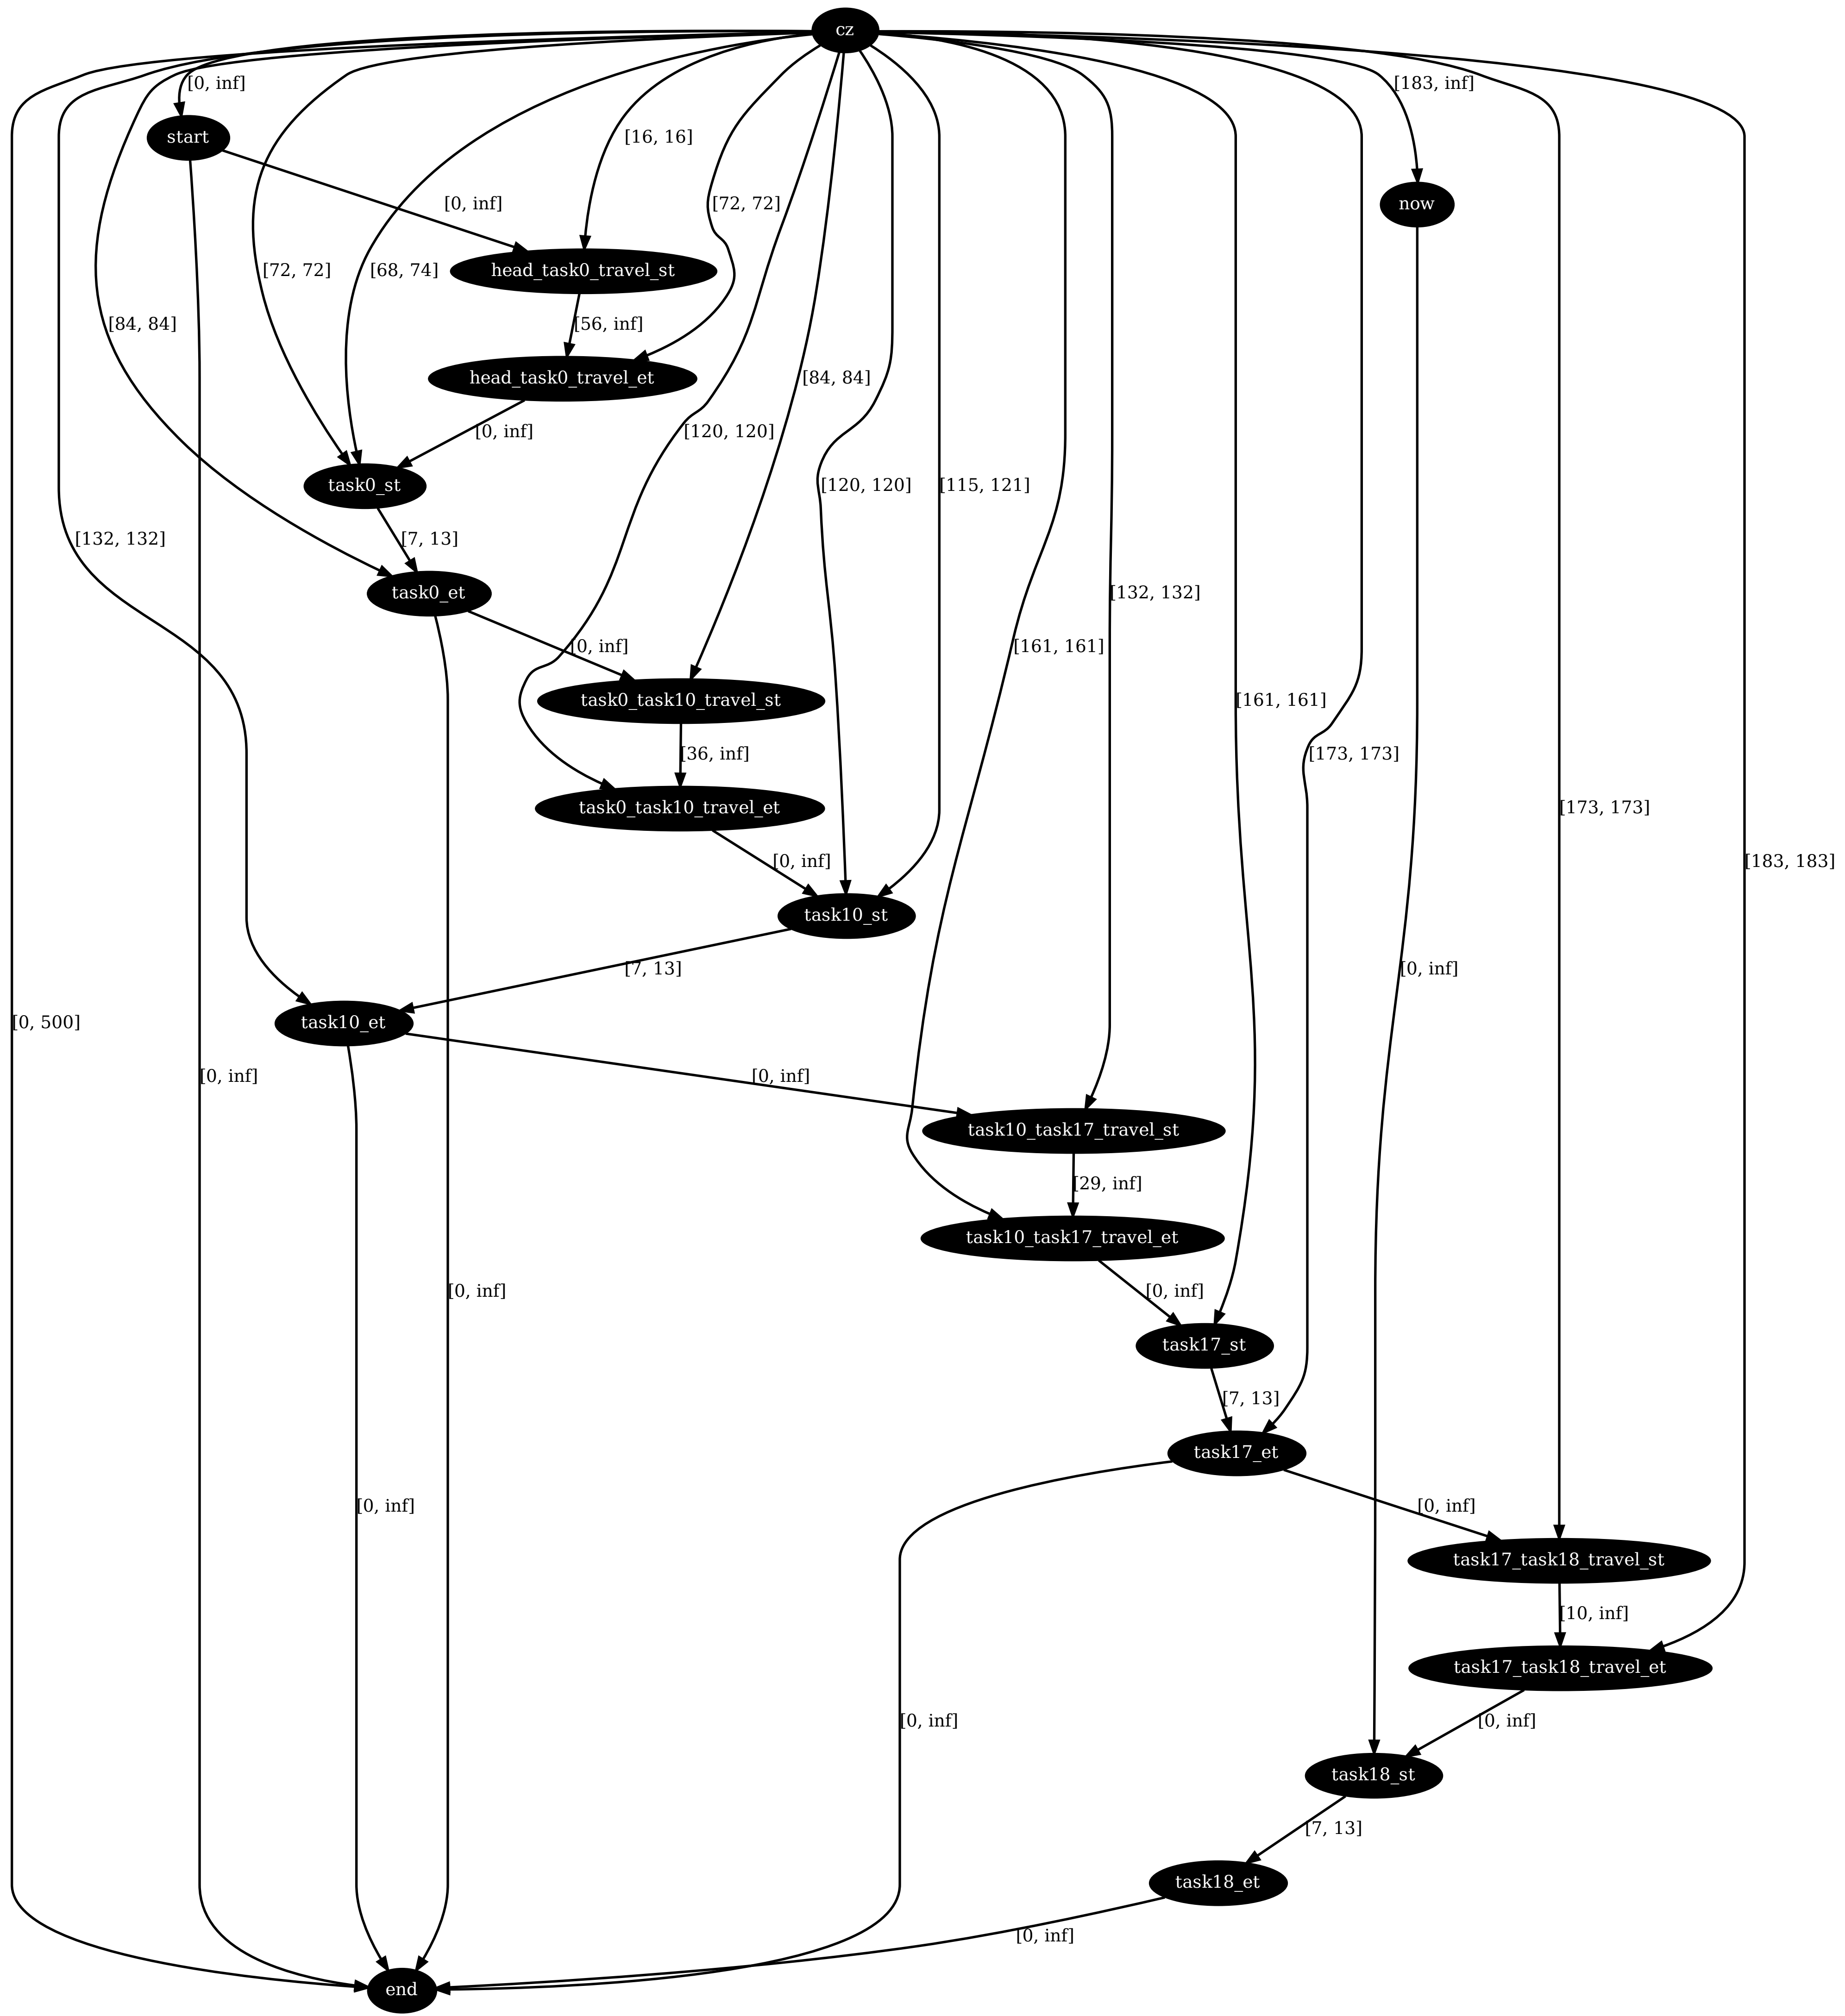 cz
[0, inf]
[183, inf]
start
[16, 16]
now
[0, inf]
[72, 72]
head_task0_travel_st
[72, 72]
[68, 74]
[84, 84]
[56, inf]
head_task0_travel_et
[84, 84]
[0, inf]
[120, 120]
task0_st
[120, 120]
[115, 121]
[132, 132]
[7, 13]
task0_et
[132, 132]
[0, inf]
[161, 161]
task0_task10_travel_st
[161, 161]
[36, inf]
[173, 173]
task0_task10_travel_et
[173, 173]
[0, inf]
[183, 183]
task10_st
[7, 13]
[0, inf]
task10_et
[0, 500]
[0, inf]
[0, inf]
task10_task17_travel_st
[29, inf]
task10_task17_travel_et
[0, inf]
[0, inf]
task17_st
[7, 13]
task17_et
[0, inf]
[0, inf]
task17_task18_travel_st
[10, inf]
task17_task18_travel_et
[0, inf]
[0, inf]
task18_st
[7, 13]
task18_et
[0, inf]
end